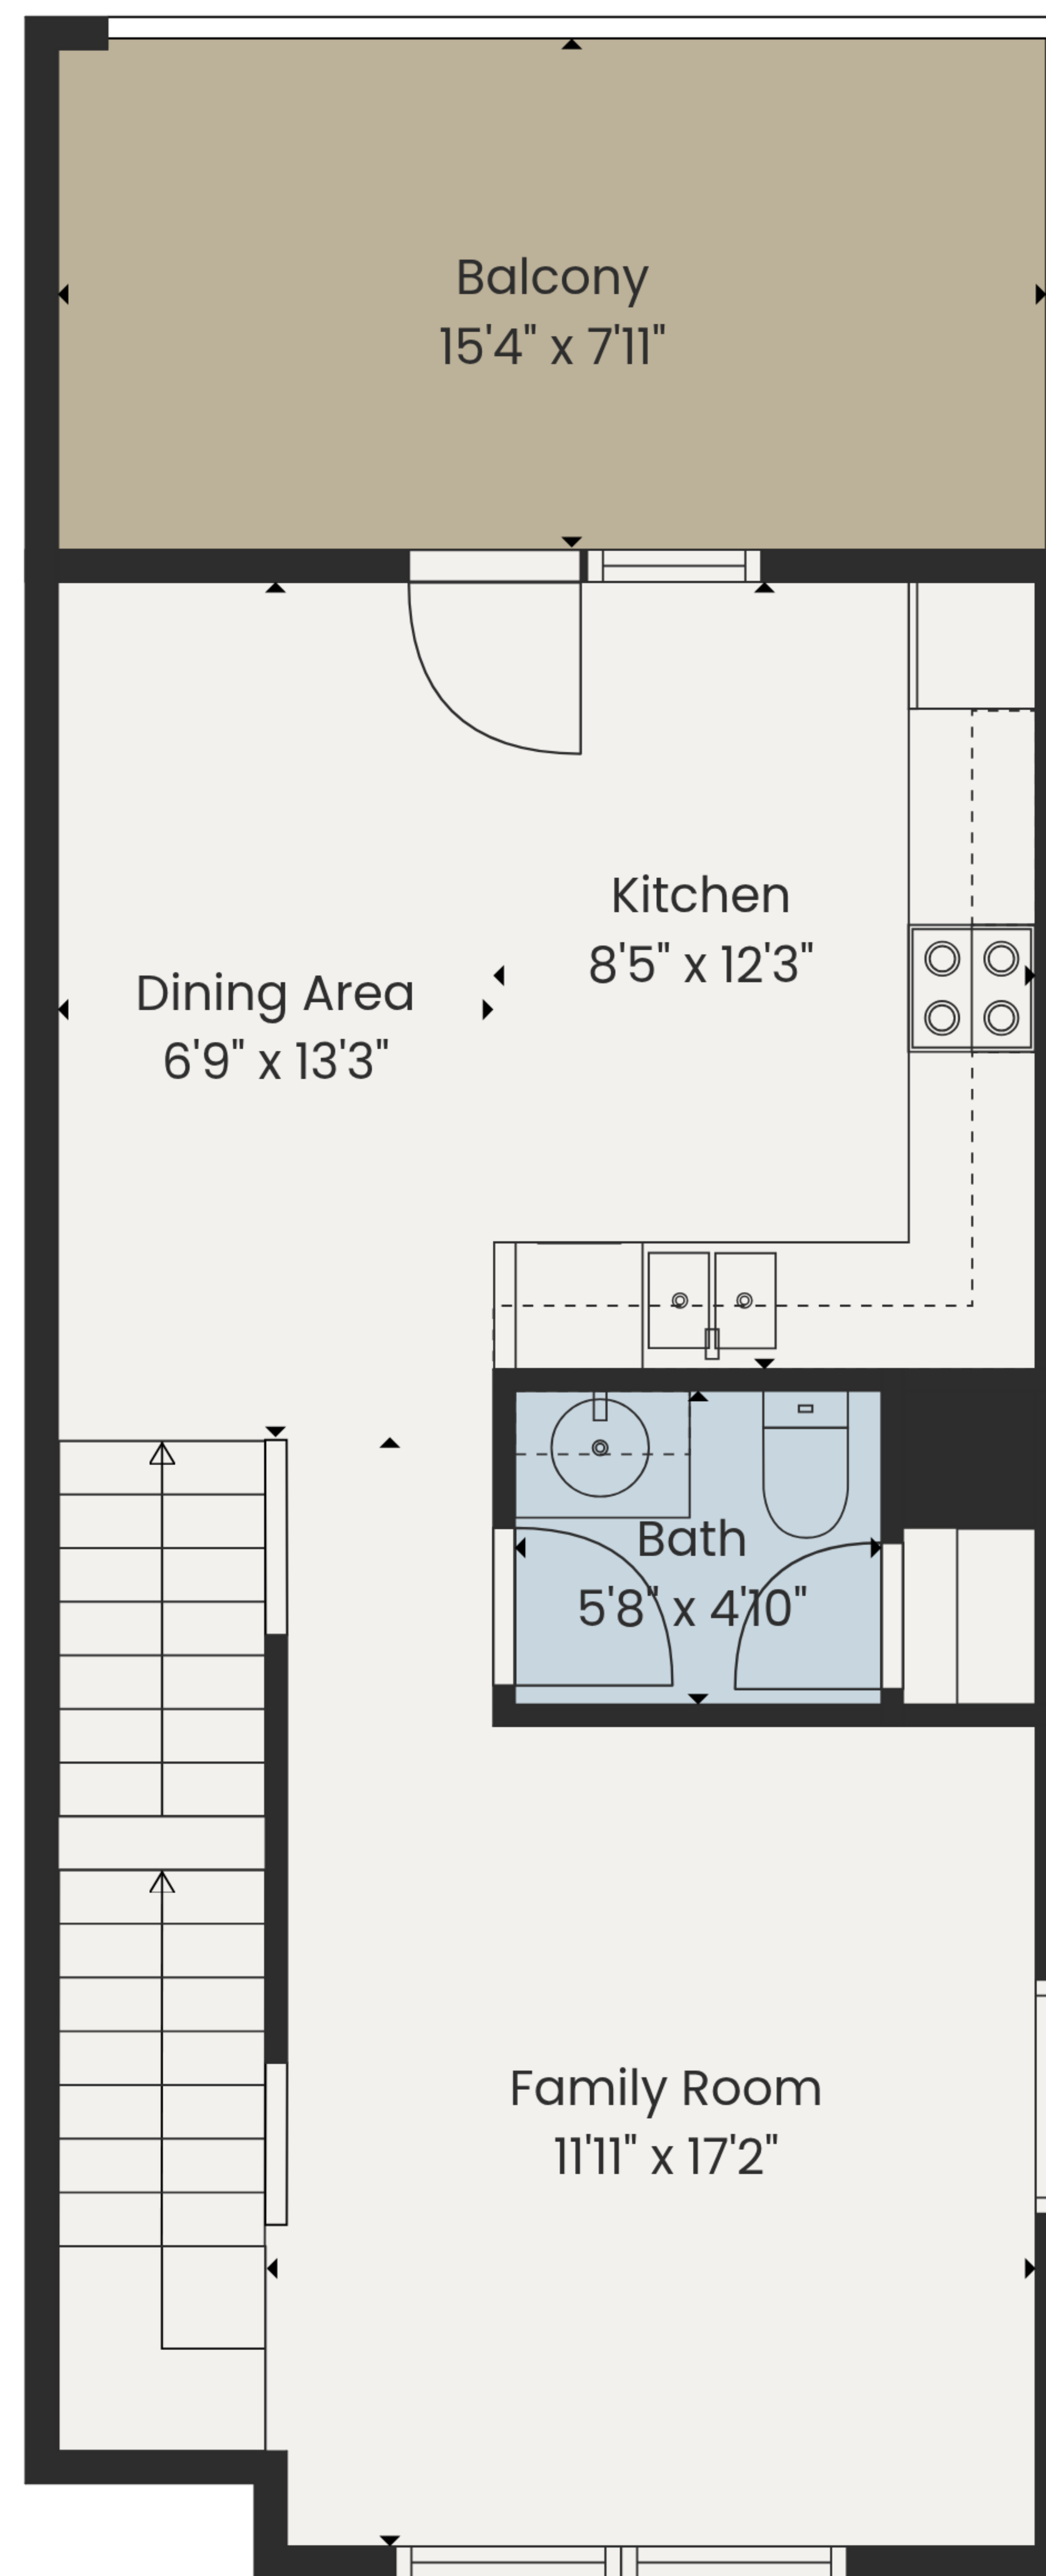 Balcony
15'4" x 7'11"
Kitchen
8'5" x 12'3"
Dining Area
6'9" x 13'3"
Bath
5'8" x 4'10"
Family Room
11'11" x 17'2"